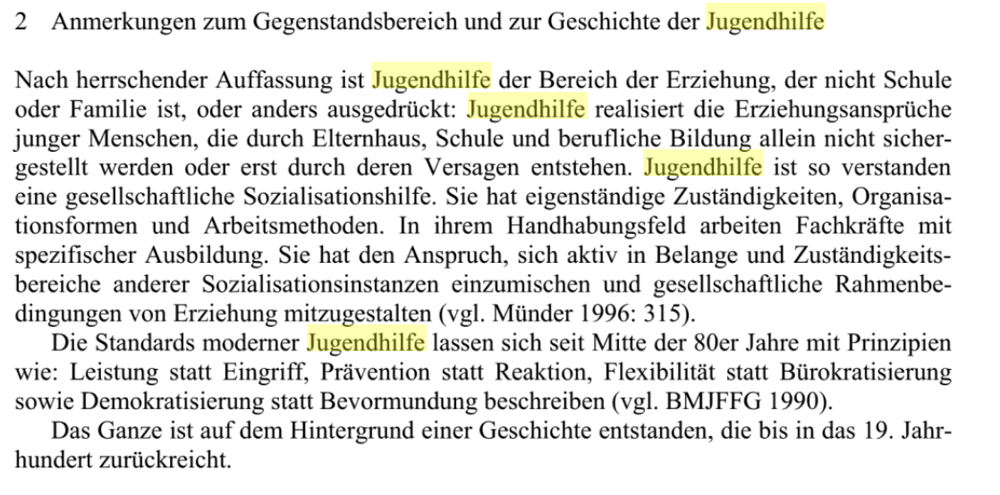 2 Anmerkungen zum Gegenstandsbereich und zur Geschichte der Jugendhilfe
Nach herrschender Auffassung ist Jugendhilfe der Bereich der Erziehung, der nicht Schule
oder Familie ist, oder anders ausgedrückt: Jugendhilfe realisiert die Erziehungsansprüche
junger Menschen, die durch Elternhaus, Schule und berufliche Bildung allein nicht sicher-
gestellt werden oder erst durch deren Versagen entstehen. Jugendhilfe ist so verstanden
eine gesellschaftliche Sozialisationshilfe. Sie hat eigenständige Zuständigkeiten, Organisa-
tionsformen und Arbeitsmethoden. In ihrem Handhabungsfeld arbeiten Fachkräfte mit
spezifischer Ausbildung. Sie hat den Anspruch, sich aktiv in Belange und Zuständigkeits-
bereiche anderer Sozialisationsinstanzen einzumischen und gesellschaftliche Rahmenbe-
dingungen von Erziehung mitzugestalten (vgl. Münder 1996: 315).
Die Standards moderner Jugendhilfe lassen sich seit Mitte der 80er Jahre mit Prinzipien
wie: Leistung statt Eingriff, Prävention statt Reaktion, Flexibilität statt Bürokratisierung
sowie Demokratisierung statt Bevormundung beschreiben (vgl. BMJFFG 1990).
Das Ganze ist auf dem Hintergrund einer Geschichte entstanden, die bis in das 19. Jahr-
hundert zurückreicht.